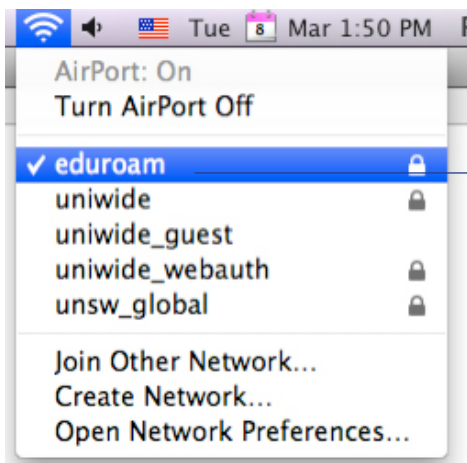 Tue 8 Mar 1:50 PM
AirPort: On
Turn AirPort Off
✓ eduroam
uniwide
uniwide_guest
uniwide_webauth
unsw_global
Join Other Network...
Create Network...
Open Network Preferences...